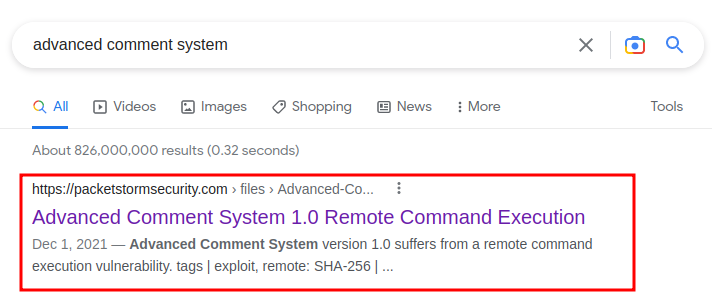 advanced comment system
All Videos Images Shopping News More Tools
About 826,000,000 results (0.32 seconds)
https://packetstormsecurity.com › files › Advanced-Co...
Advanced Comment System 1.0 Remote Command Execution
Dec 1, 2021 — Advanced Comment System version 1.0 suffers from a remote command
execution vulnerability. tags | exploit, remote: SHA-256 | ...